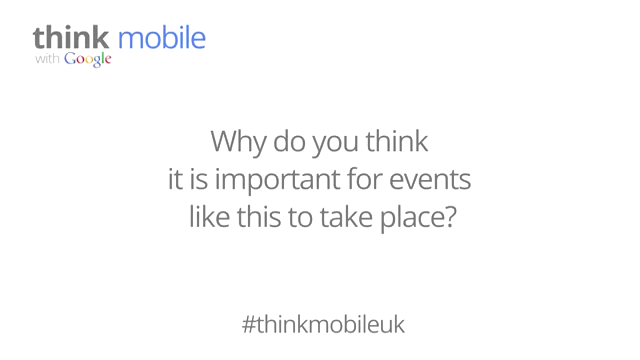 think mobile
with Google
Why do you think
it is important for events
like this to take place?
#thinkmobileuk